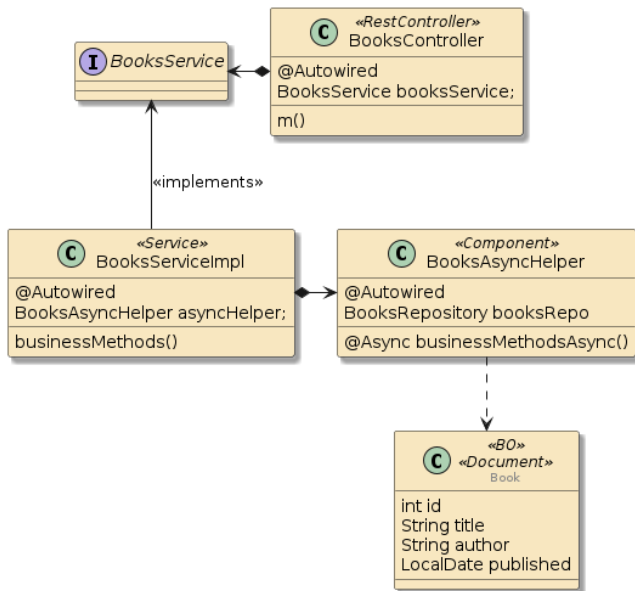 «RestController»
C BooksController
I BooksService
@Autowired
BooksService booksService;
m()
«implements»
«Service»
C BooksServiceImpl
@Autowired
BooksAsyncHelper asyncHelper;
businessMethods()
«Component»
C BooksAsyncHelper
@Autowired
BooksRepository booksRepo
@Async businessMethodsAsync()
«BO»
C «Document»
Book
int id
String title
String author
LocalDate published